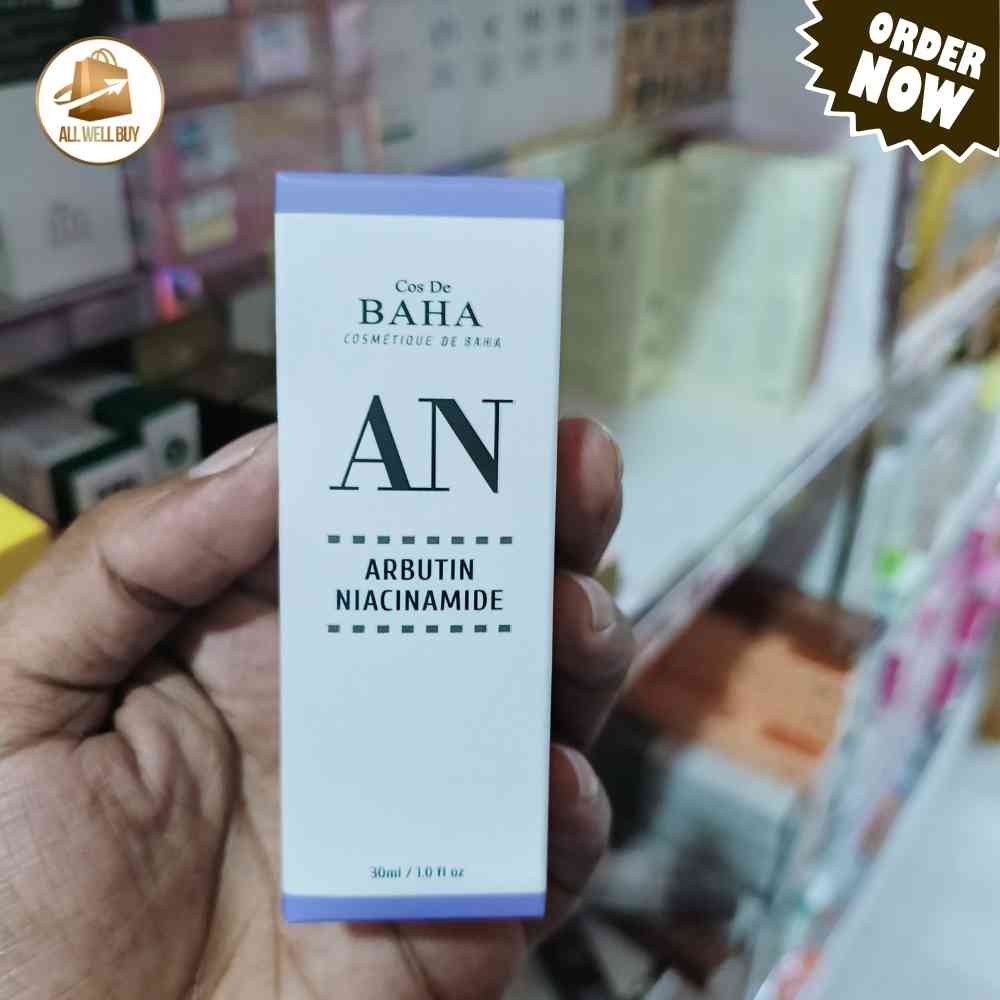 ALL WELL BUY
ORDER
NOW
Cos De
BAHA
COSMÉTIQUE DE BAHA
AN
ARBUTIN
NIACINAMIDE
30ml / 1.0 fl oz